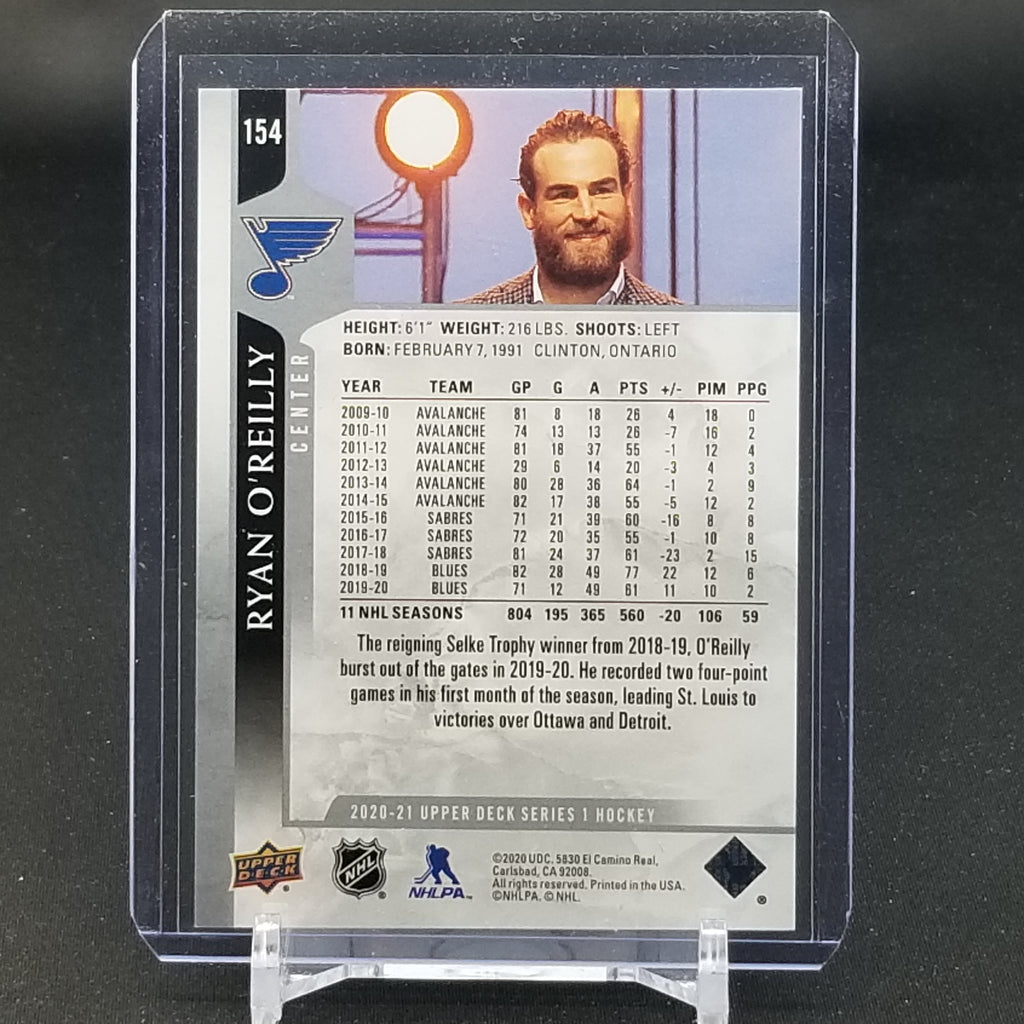 154
RYAN O'REILLY
CENTER
HEIGHT: 6'1" WEIGHT: 216 LBS. SHOOTS: LEFT
BORN: FEBRUARY 7, 1991 CLINTON, ONTARIO
YEAR TEAM GP G A PTS +/- PIM PPG
2009-10 AVALANCHE 81 8 18 26 4 18 0
2010-11 AVALANCHE 74 13 13 26 -7 16 2
2011-12 AVALANCHE 81 18 37 55 -1 12 4
2012-13 AVALANCHE 29 6 14 20 -3 4 3
2013-14 AVALANCHE 80 28 36 64 -1 2 9
2014-15 AVALANCHE 82 17 38 55 -5 12 2
2015-16 SABRES 71 21 39 60 -16 8 8
2016-17 SABRES 72 20 35 55 -1 10 8
2017-18 SABRES 81 24 37 61 -23 2 15
2018-19 BLUES 82 28 49 77 22 12 6
2019-20 BLUES 71 12 49 61 11 10 2
11 NHL SEASONS 804 195 365 560 -20 106 59
The reigning Selke Trophy winner from 2018-19, O'Reilly
burst out of the gates in 2019-20. He recorded two four-point
games in his first month of the season, leading St. Louis to
victories over Ottawa and Detroit.
2020-21 UPPER DECK SERIES 1 HOCKEY
UPPER
DECK
®
NHL
®
NHLPA™
©2020 UDC. 5830 El Camino Real,
Carlsbad, CA 92008.
All rights reserved. Printed in the USA.
©NHLPA. © NHL.
®